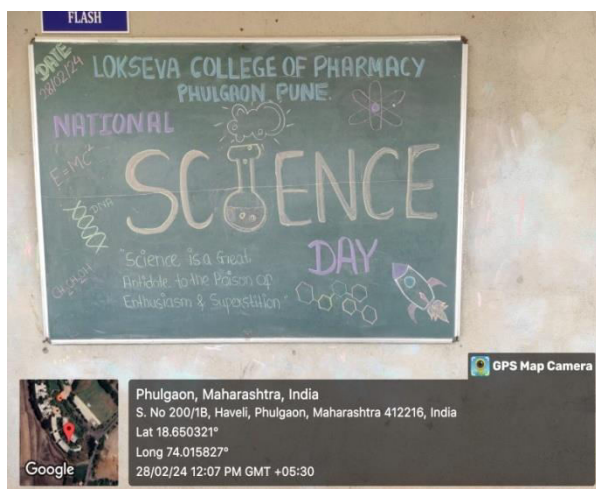 FLASH
DATE
28/02/24
LOKSEVA COLLEGE OF PHARMACY
PHULGAON PUNE.
NATIONAL
E=MC²
SCIENCE
DNA
DAY
"Science is a Great
Antidote to the Poison of
Enthusiasm & Superstition"
GPS Map Camera
Phulgaon, Maharashtra, India
S. No 200/1B, Haveli, Phulgaon, Maharashtra 412216, India
Lat 18.650321°
Long 74.015827°
28/02/24 12:07 PM GMT +05:30
Google